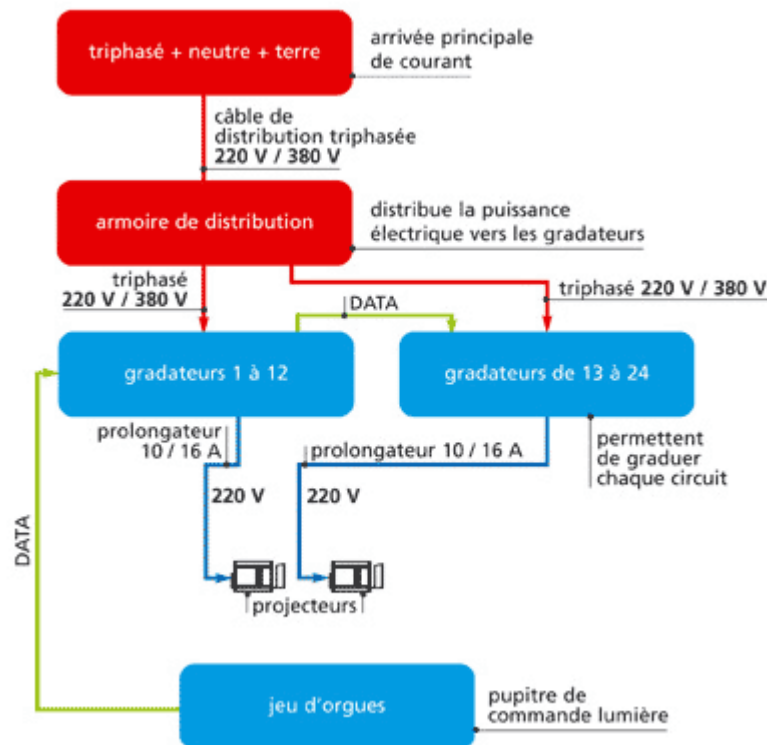 triphasé + neutre + terre
arrivée principale
de courant
câble de
distribution triphasée
220 V / 380 V
armoire de distribution
distribue la puissance
électrique vers les gradateurs
triphasé
220 V / 380 V
triphasé 220 V / 380 V
DATA
gradateurs 1 à 12
gradateurs de 13 à 24
prolongateur
10 / 16 A
prolongateur 10 / 16 A
permettent
de graduer
chaque circuit
220 V
220 V
DATA
projecteurs
jeu d'orgues
pupitre de
commande lumière